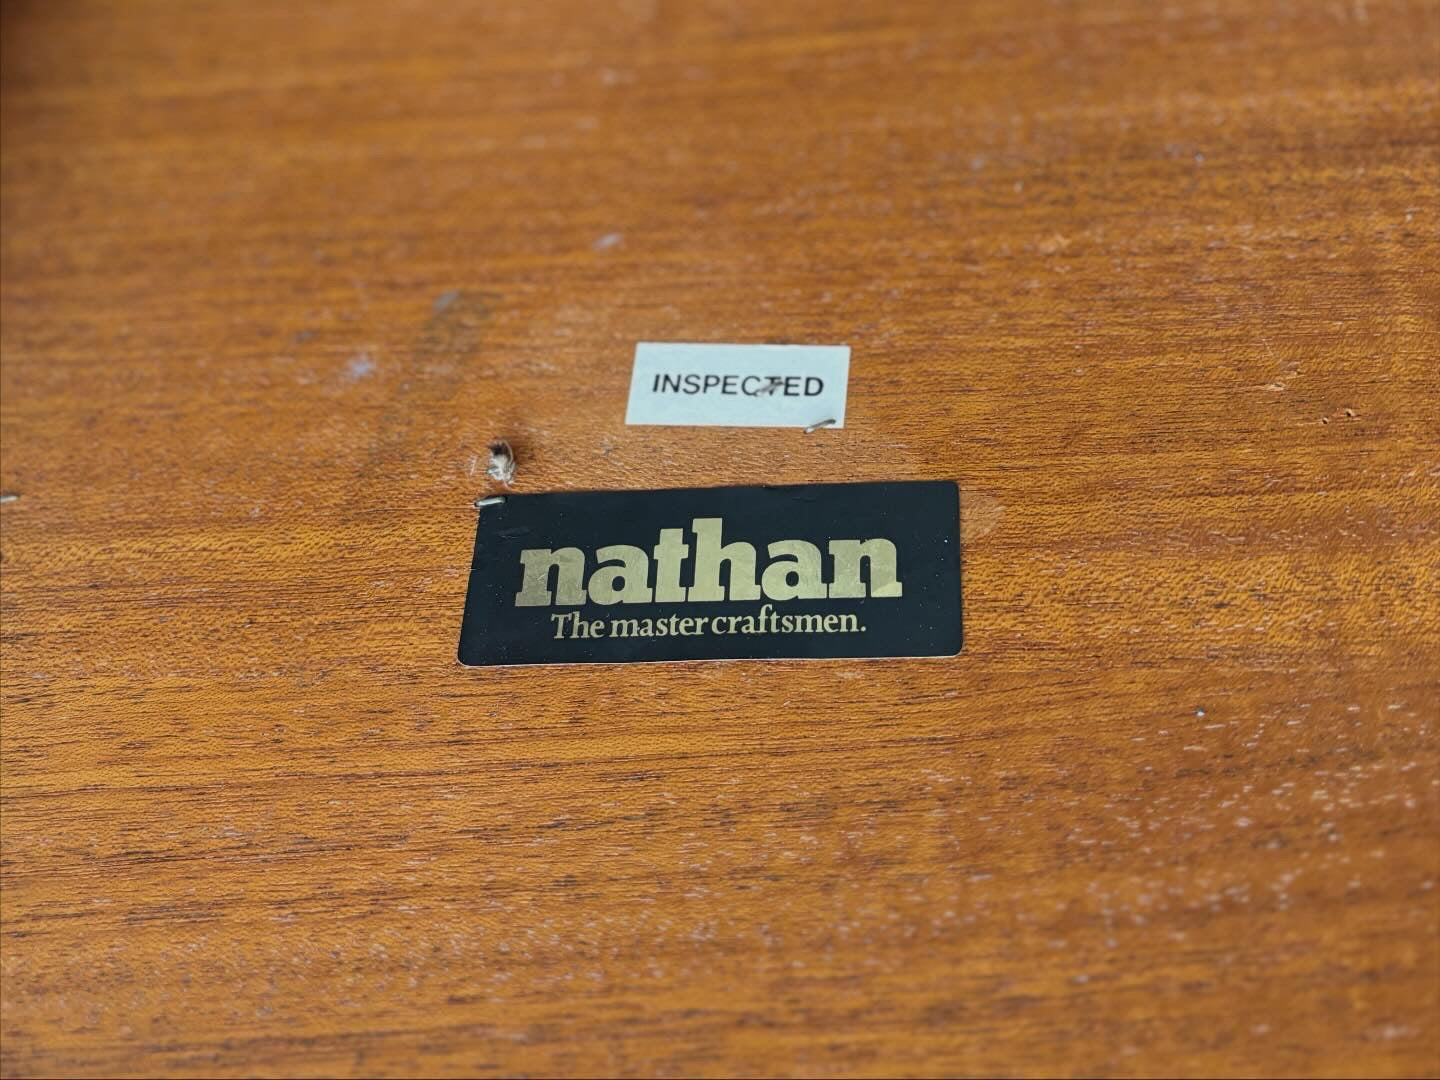 INSPECTED
nathan
The master craftsmen.